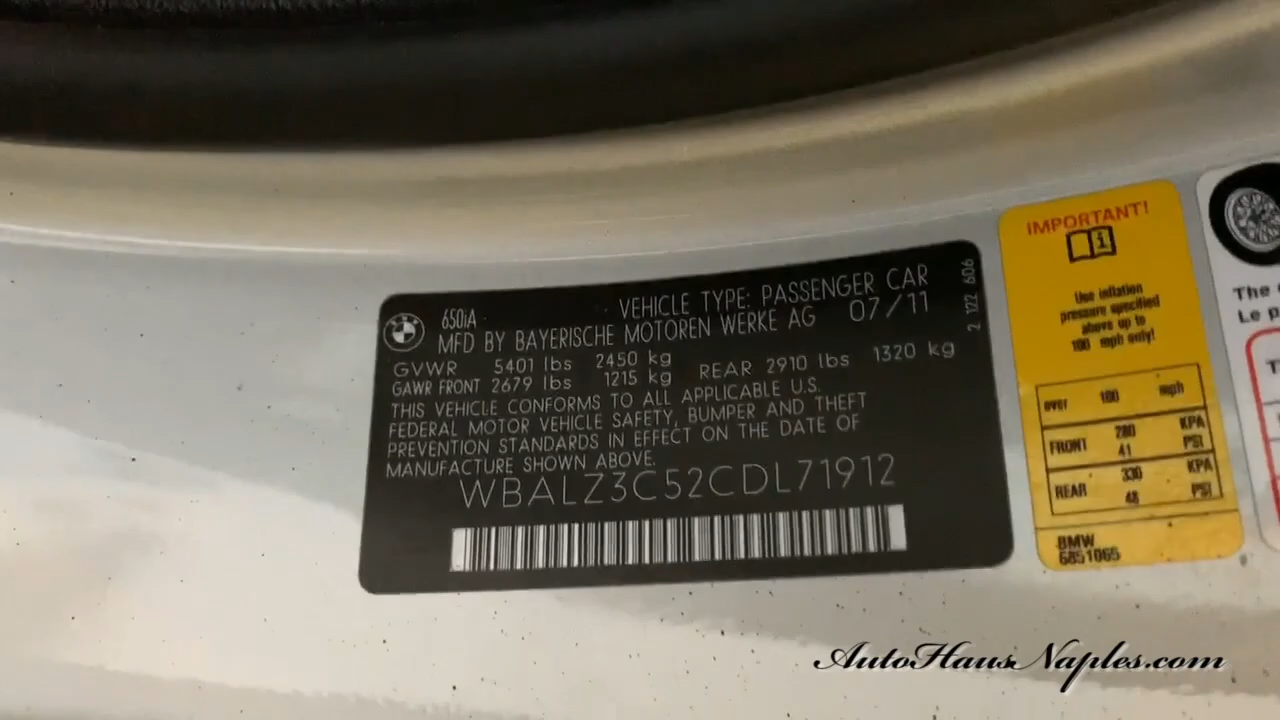 650iA
VEHICLE TYPE: PASSENGER CAR
MFD BY BAYERISCHE MOTOREN WERKE AG 07/11
GVWR 5401 lbs 2450 kg
GAWR FRONT 2679 lbs 1215 kg REAR 2910 lbs 1320 kg
THIS VEHICLE CONFORMS TO ALL APPLICABLE U.S.
FEDERAL MOTOR VEHICLE SAFETY, BUMPER AND THEFT
PREVENTION STANDARDS IN EFFECT ON THE DATE OF
MANUFACTURE SHOWN ABOVE.
WBALZ3C52CDL71912
2 122 606
IMPORTANT!
i
Use inflation
pressure specified
above up to
100 mph only!
over 100 mph
FRONT 280 KPA
41 PSI
REAR 330 KPA
48 PSI
BMW
6851065
The
Le p
T
AutoHausNaples.com